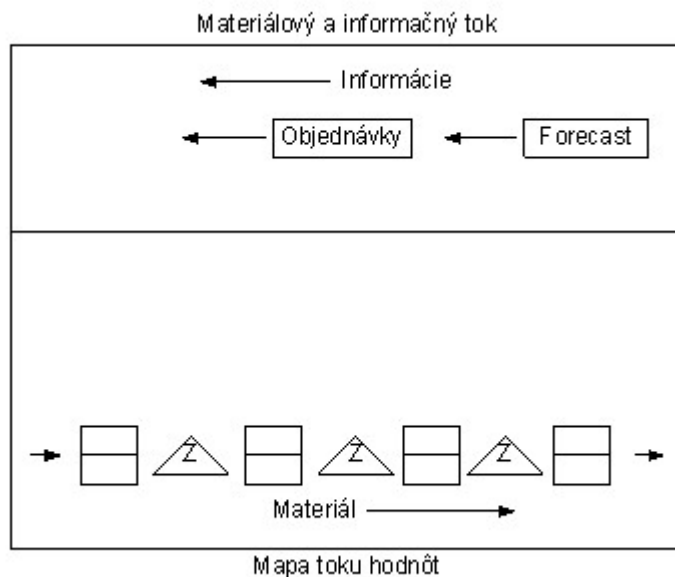 Materiálový a informačný tok
Informácie
Objednávky
Forecast
Z
Z
Z
Materiál
Mapa toku hodnôt